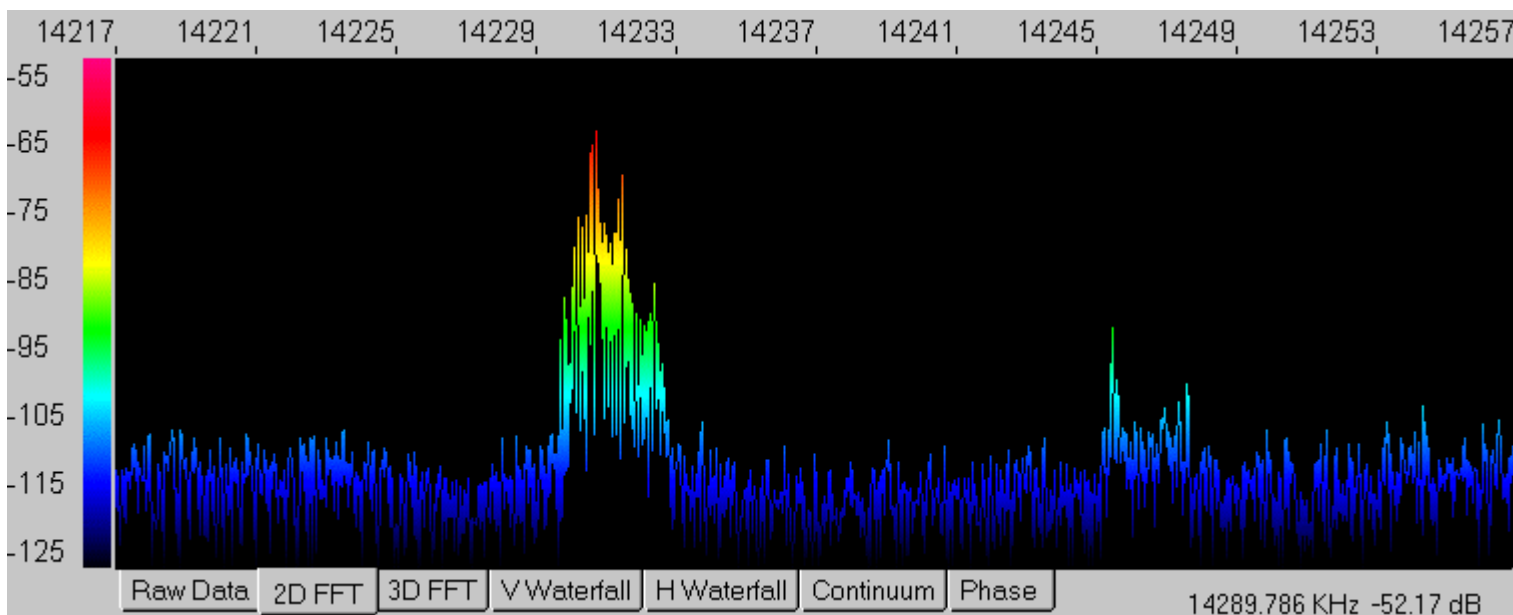 14217 14221 14225 14229 14233 14237 14241 14245 14249 14253 14257
-55
-65
-75
-85
-95
-105
-115
-125
Raw Data 2D FFT 3D FFT V Waterfall H Waterfall Continuum Phase
14289.786 KHz -52.17 dB